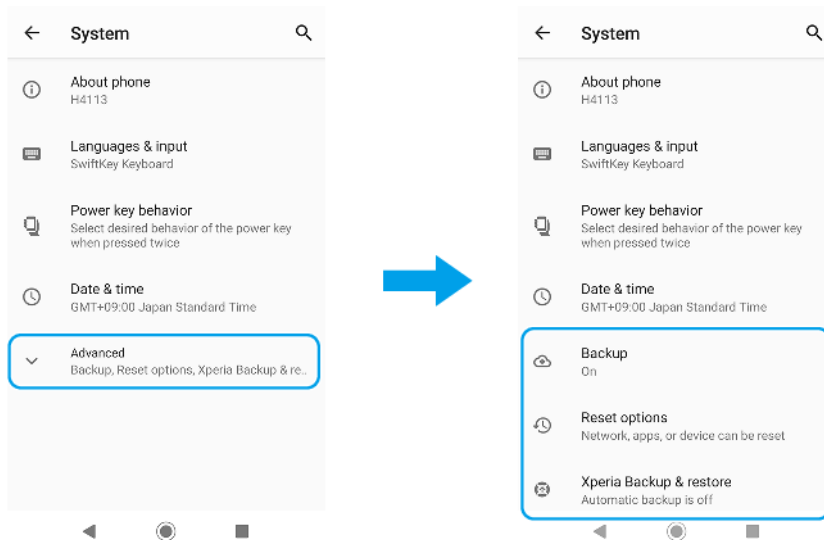 System
About phone
H4113
Languages & input
SwiftKey Keyboard
Power key behavior
Select desired behavior of the power key
when pressed twice
Date & time
GMT+09:00 Japan Standard Time
Advanced
Backup, Reset options, Xperia Backup & re..
System
About phone
H4113
Languages & input
SwiftKey Keyboard
Power key behavior
Select desired behavior of the power key
when pressed twice
Date & time
GMT+09:00 Japan Standard Time
Backup
On
Reset options
Network, apps, or device can be reset
Xperia Backup & restore
Automatic backup is off